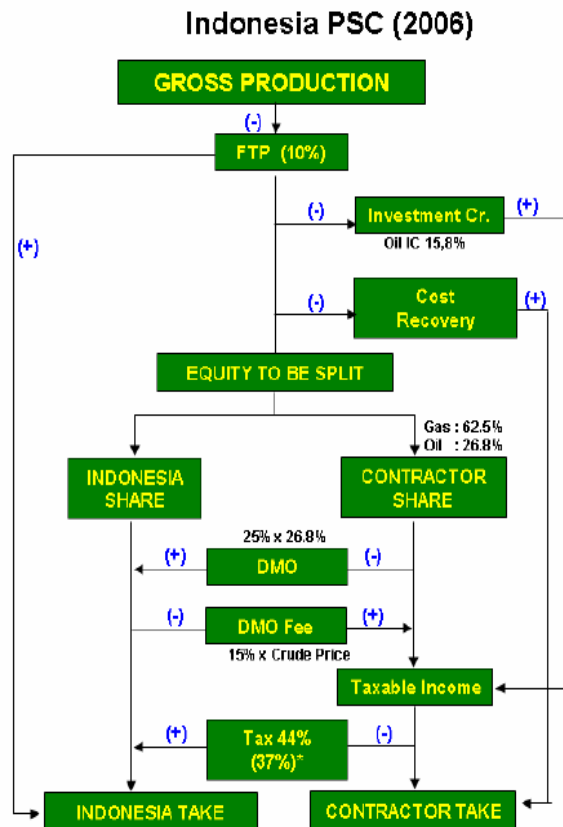 Indonesia PSC (2006)
GROSS PRODUCTION
(-)
FTP (10%)
(-)
Investment Cr.
(+)
Oil IC 15,8%
(+)
(-)
Cost
Recovery
(+)
EQUITY TO BE SPLIT
Gas : 62.5%
Oil : 26.8%
INDONESIA
SHARE
CONTRACTOR
SHARE
25% x 26.8%
(+)
DMO
(-)
(-)
DMO Fee
(+)
15% x Crude Price
Taxable Income
(+)
Tax 44%
(37%)*
(-)
INDONESIA TAKE
CONTRACTOR TAKE